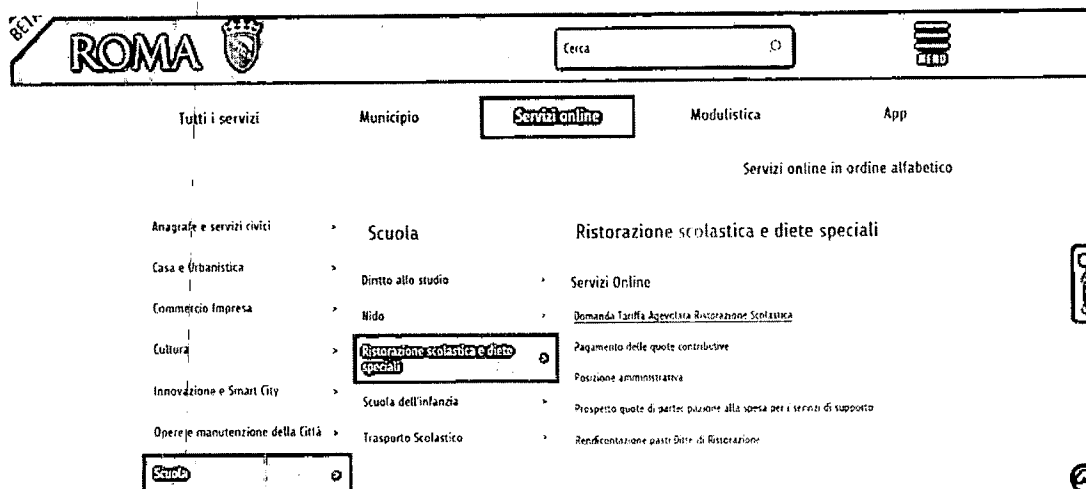 BETA
ROMA
Cerca
MENU
Tutti i servizi Municipio Servizi online Modulistica App
Servizi online in ordine alfabetico
Anagrafe e servizi civici
Casa e Urbanistica
Commercio Impresa
Cultura
Innovazione e Smart City
Opere e manutenzione della Città
Scuola
Scuola
Diritto allo studio
Nido
Ristorazione scolastica e diete
speciali
Scuola dell'infanzia
Trasporto Scolastico
Ristorazione scolastica e diete speciali
Servizi Online
Domanda Tariffa Agevolata Ristorazione Scolastica
Pagamento delle quote contributive
Posizione amministrativa
Prospetto quote di partecipazione alla spesa per i servizi di supporto
Rendicontazione pasti Ditte di Ristorazione